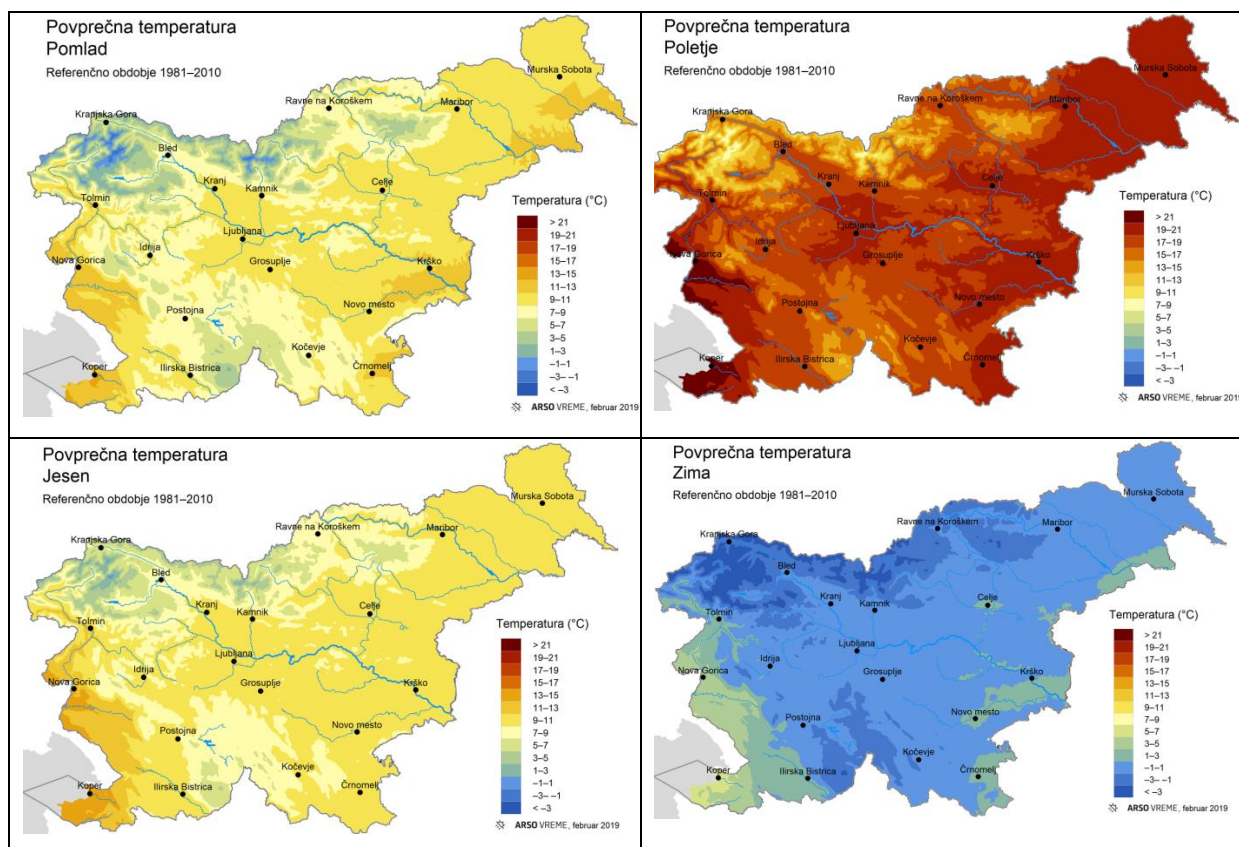 Povprečna temperatura
Pomlad
Referenčno obdobje 1981–2010
Murska Sobota
Ravne na Koroškem
Maribor
Kranjska Gora
Bled
Kranj
Kamnik
Celje
Tolmin
Ljubljana
Idrija
Grosuplje
Nova Gorica
Krško
Novo mesto
Postojna
Kočevje
Koper
Ilirska Bistrica
Črnomelj
Temperatura (°C)
> 21
19–21
17–19
15–17
13–15
11–13
9–11
7–9
5–7
3–5
1–3
–1–1
–3– –1
< –3
ARSO VREME, februar 2019
Povprečna temperatura
Poletje
Referenčno obdobje 1981–2010
Murska Sobota
Ravne na Koroškem
Maribor
Kranjska Gora
Bled
Kranj
Kamnik
Celje
Tolmin
Ljubljana
Idrija
Grosuplje
Nova Gorica
Krško
Novo mesto
Postojna
Kočevje
Koper
Ilirska Bistrica
Črnomelj
Temperatura (°C)
> 21
19–21
17–19
15–17
13–15
11–13
9–11
7–9
5–7
3–5
1–3
–1–1
–3– –1
< –3
ARSO VREME, februar 2019
Povprečna temperatura
Jesen
Referenčno obdobje 1981–2010
Murska Sobota
Ravne na Koroškem
Maribor
Kranjska Gora
Bled
Kranj
Kamnik
Celje
Tolmin
Ljubljana
Idrija
Grosuplje
Nova Gorica
Krško
Novo mesto
Postojna
Kočevje
Koper
Ilirska Bistrica
Črnomelj
Temperatura (°C)
> 21
19–21
17–19
15–17
13–15
11–13
9–11
7–9
5–7
3–5
1–3
–1–1
–3– –1
< –3
ARSO VREME, februar 2019
Povprečna temperatura
Zima
Referenčno obdobje 1981–2010
Murska Sobota
Ravne na Koroškem
Maribor
Kranjska Gora
Bled
Kranj
Kamnik
Celje
Tolmin
Ljubljana
Idrija
Grosuplje
Nova Gorica
Krško
Novo mesto
Postojna
Kočevje
Koper
Ilirska Bistrica
Črnomelj
Temperatura (°C)
> 21
19–21
17–19
15–17
13–15
11–13
9–11
7–9
5–7
3–5
1–3
–1–1
–3– –1
< –3
ARSO VREME, februar 2019